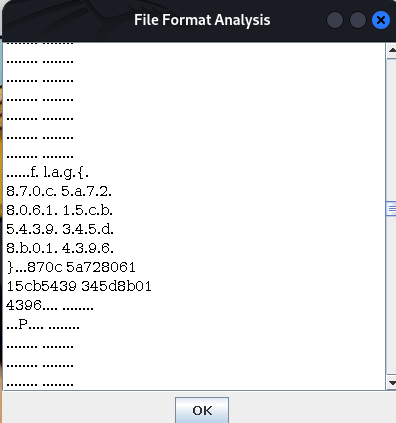 File Format Analysis
........ ........
........ ........
........ ........
........ ........
........ ........
........ ........
......f. l.a.g.{.
8.7.0.c. 5.a.7.2.
8.0.6.1. 1.5.c.b.
5.4.3.9. 3.4.5.d.
8.b.0.1. 4.3.9.6.
}...870c 5a728061
15cb5439 345d8b01
4396.... ........
...P.... ........
........ ........
........ ........
........ ........
OK